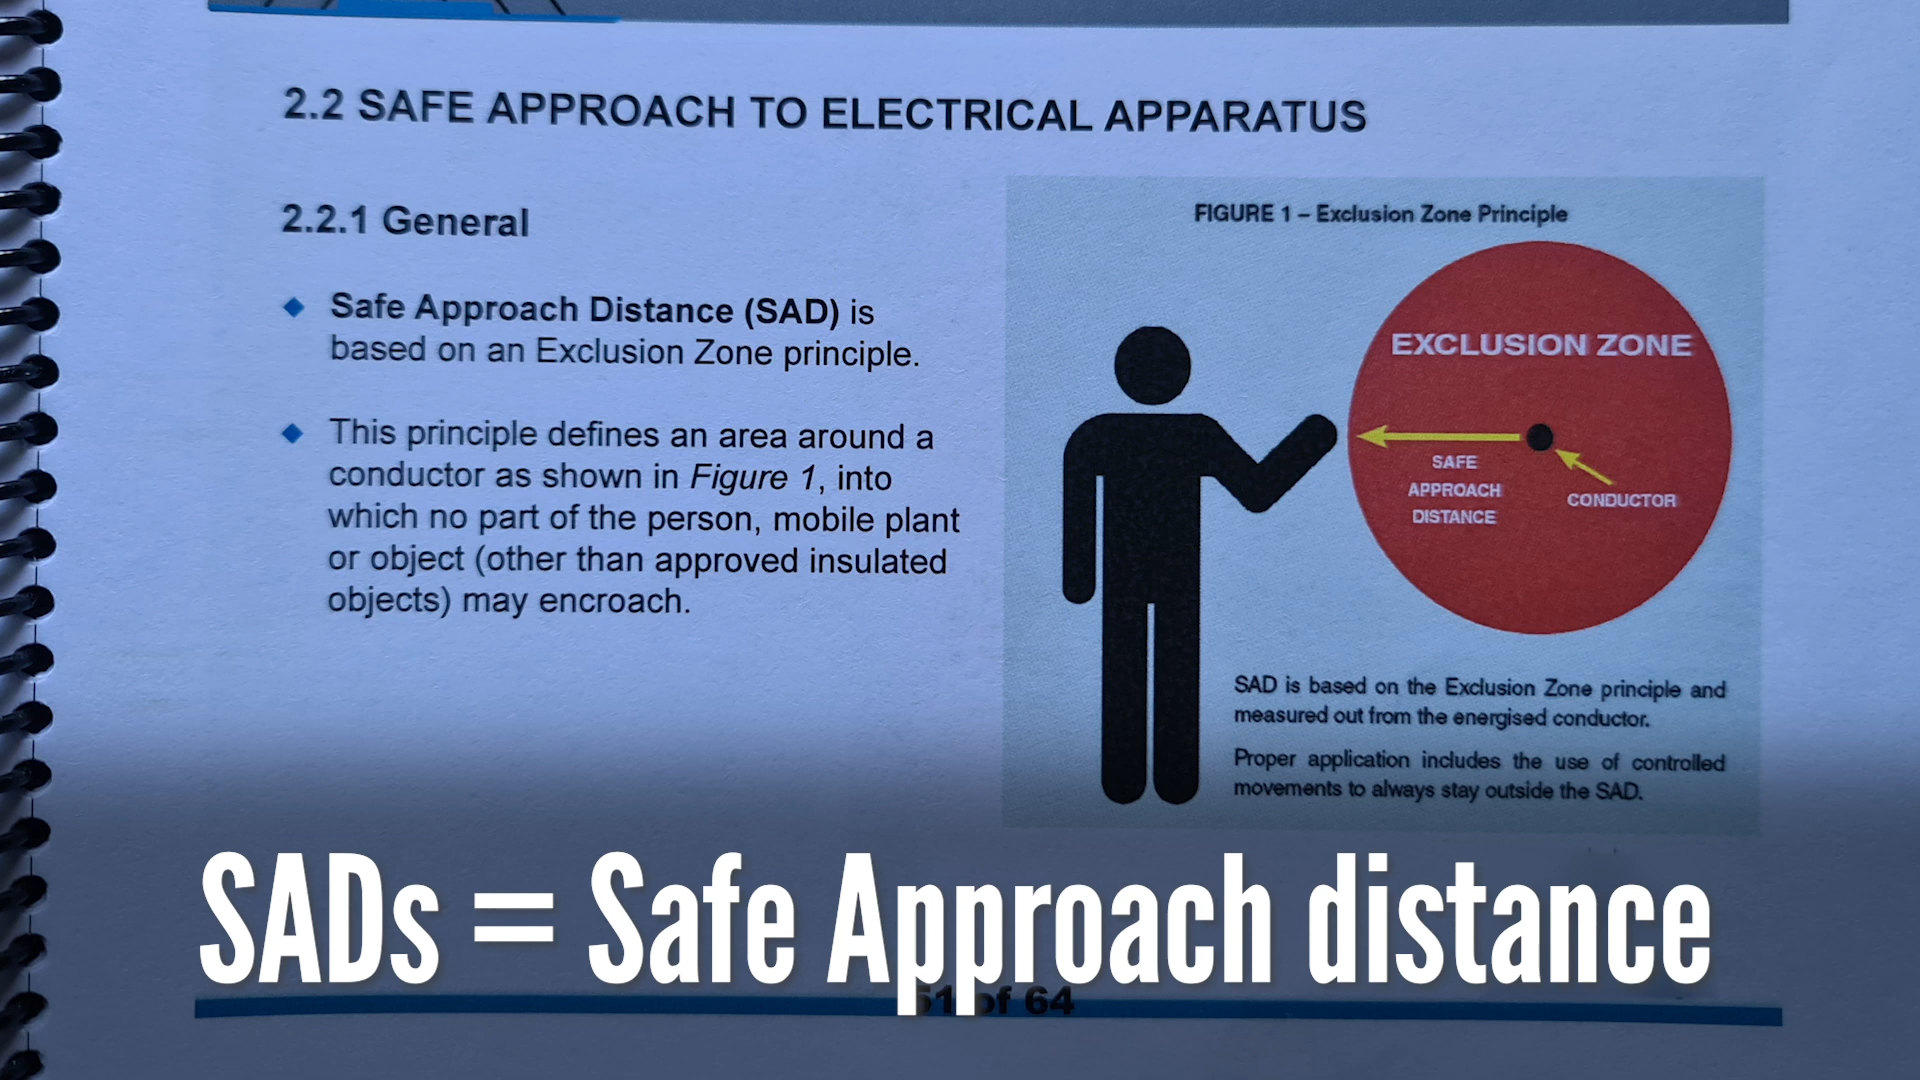 2.2 SAFE APPROACH TO ELECTRICAL APPARATUS
2.2.1 General
Safe Approach Distance (SAD) is
based on an Exclusion Zone principle.
This principle defines an area around a
conductor as shown in Figure 1, into
which no part of the person, mobile plant
or object (other than approved insulated
objects) may encroach.
FIGURE 1 – Exclusion Zone Principle
EXCLUSION ZONE
SAFE
APPROACH
DISTANCE
CONDUCTOR
SAD is based on the Exclusion Zone principle and
measured out from the energised conductor.
Proper application includes the use of controlled
movements to always stay outside the SAD.
SADs = Safe Approach distance
of 64